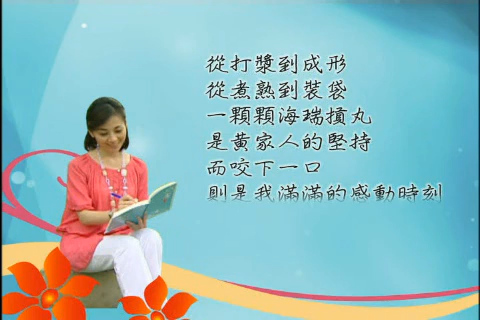 從打漿到成形
從煮熟到裝袋
一顆顆海瑞摃丸
是黃家人的堅持
而咬下一口
則是我滿滿的感動時刻